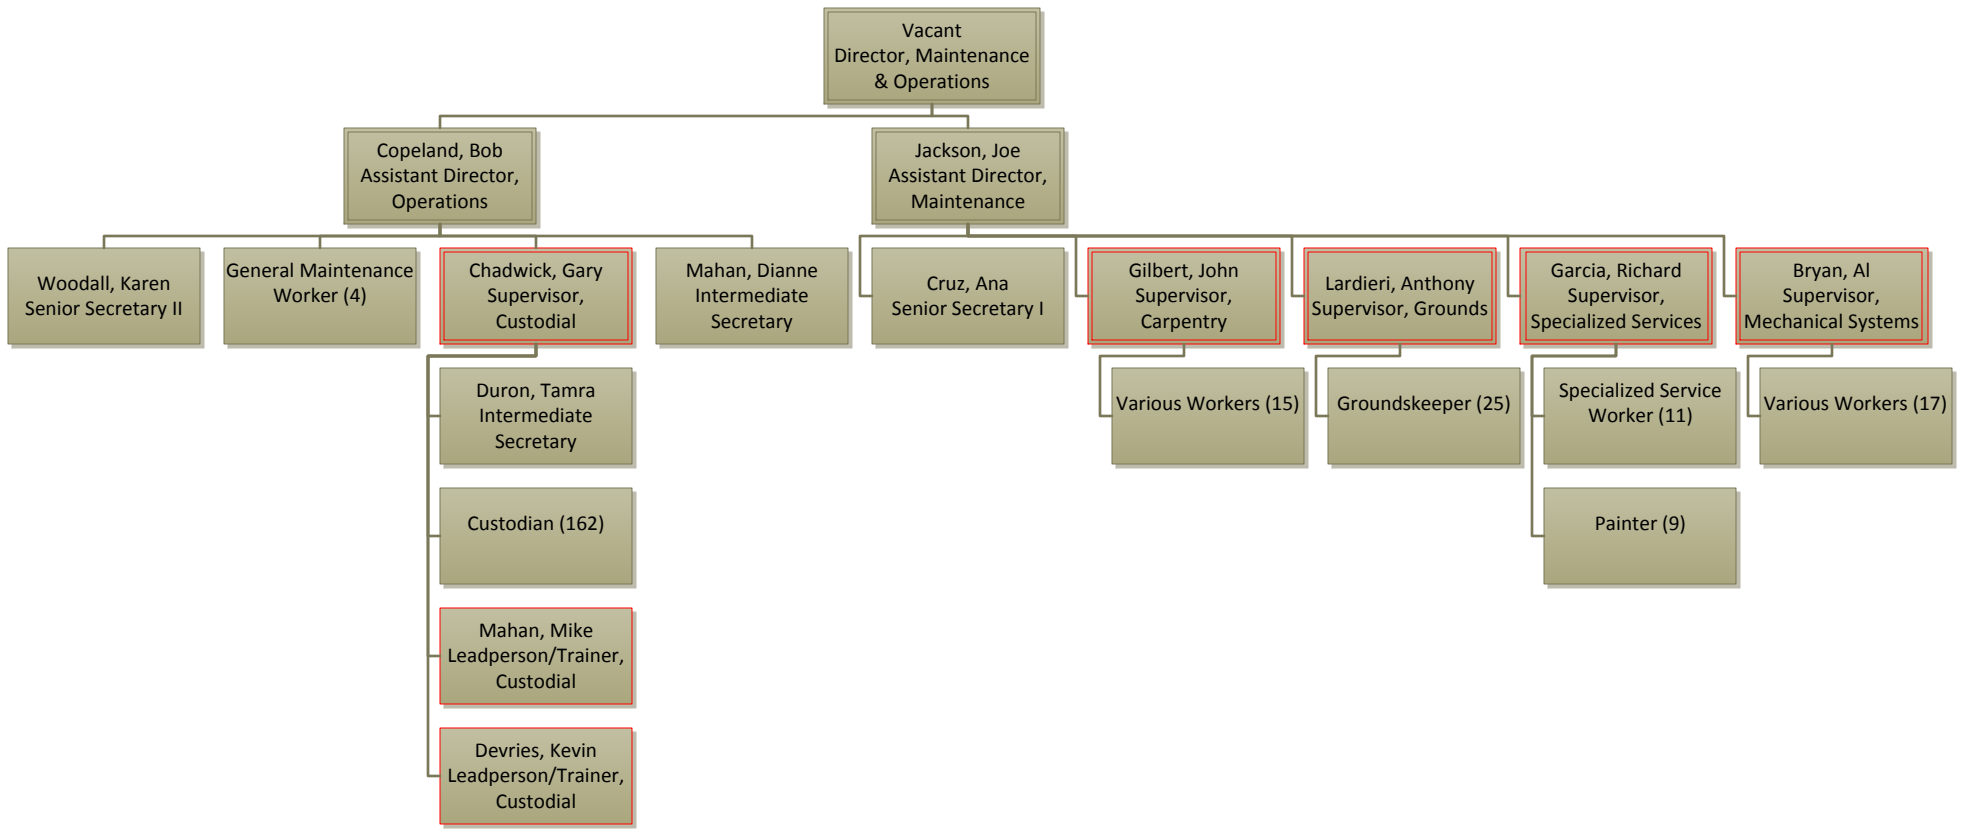 Vacant
Director, Maintenance
& Operations
Copeland, Bob
Assistant Director,
Operations
Jackson, Joe
Assistant Director,
Maintenance
Woodall, Karen
Senior Secretary II
General Maintenance
Worker (4)
Chadwick, Gary
Supervisor,
Custodial
Mahan, Dianne
Intermediate
Secretary
Cruz, Ana
Senior Secretary I
Gilbert, John
Supervisor,
Carpentry
Lardieri, Anthony
Supervisor, Grounds
Garcia, Richard
Supervisor,
Specialized Services
Bryan, Al
Supervisor,
Mechanical Systems
Duron, Tamra
Intermediate
Secretary
Various Workers (15)
Groundskeeper (25)
Specialized Service
Worker (11)
Various Workers (17)
Custodian (162)
Painter (9)
Mahan, Mike
Leadperson/Trainer,
Custodial
Devries, Kevin
Leadperson/Trainer,
Custodial